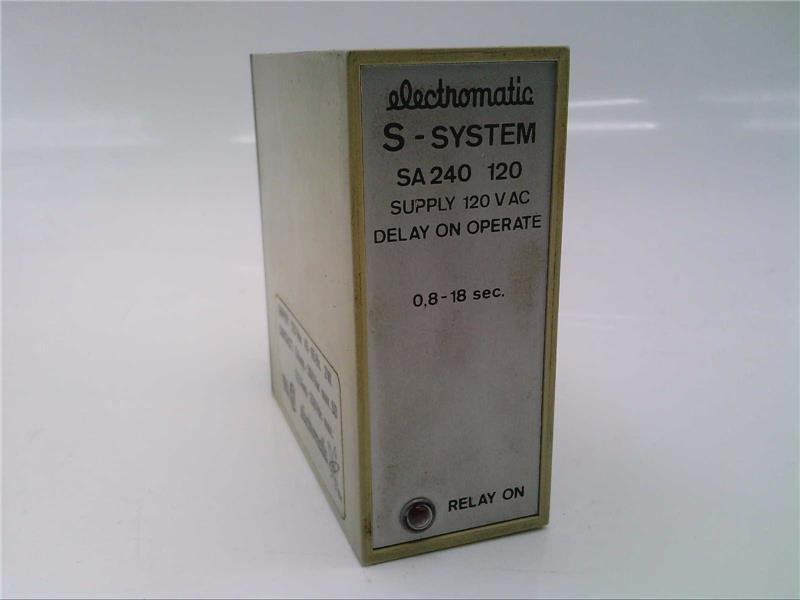 electromatic
S-SYSTEM
SA 240 120
SUPPLY 120 V AC
DELAY ON OPERATE
0,8-18 sec.
RELAY ON